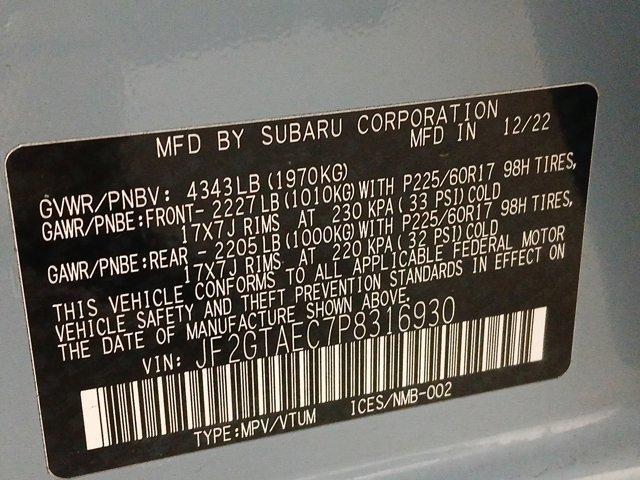 MFD BY SUBARU CORPORATION
MFD IN 12/22
GVWR/PNBV: 4343LB(1970KG)
GAWR/PNBE:FRONT- 2227LB(1010KG)WITH P225/60R17 98H TIRES,
17X7J RIMS AT 230 KPA(33 PSI)COLD
GAWR/PNBE:REAR - 2205LB(1000KG)WITH P225/60R17 98H TIRES,
17X7J RIMS AT 220 KPA(32 PSI)COLD
THIS VEHICLE CONFORMS TO ALL APPLICABLE FEDERAL MOTOR
VEHICLE SAFETY AND THEFT PREVENTION STANDARDS IN EFFECT ON
THE DATE OF MANUFACTURE SHOWN ABOVE.
VIN: JF2GTAEC7P8316930
TYPE:MPV/VTUM ICES/NMB-002